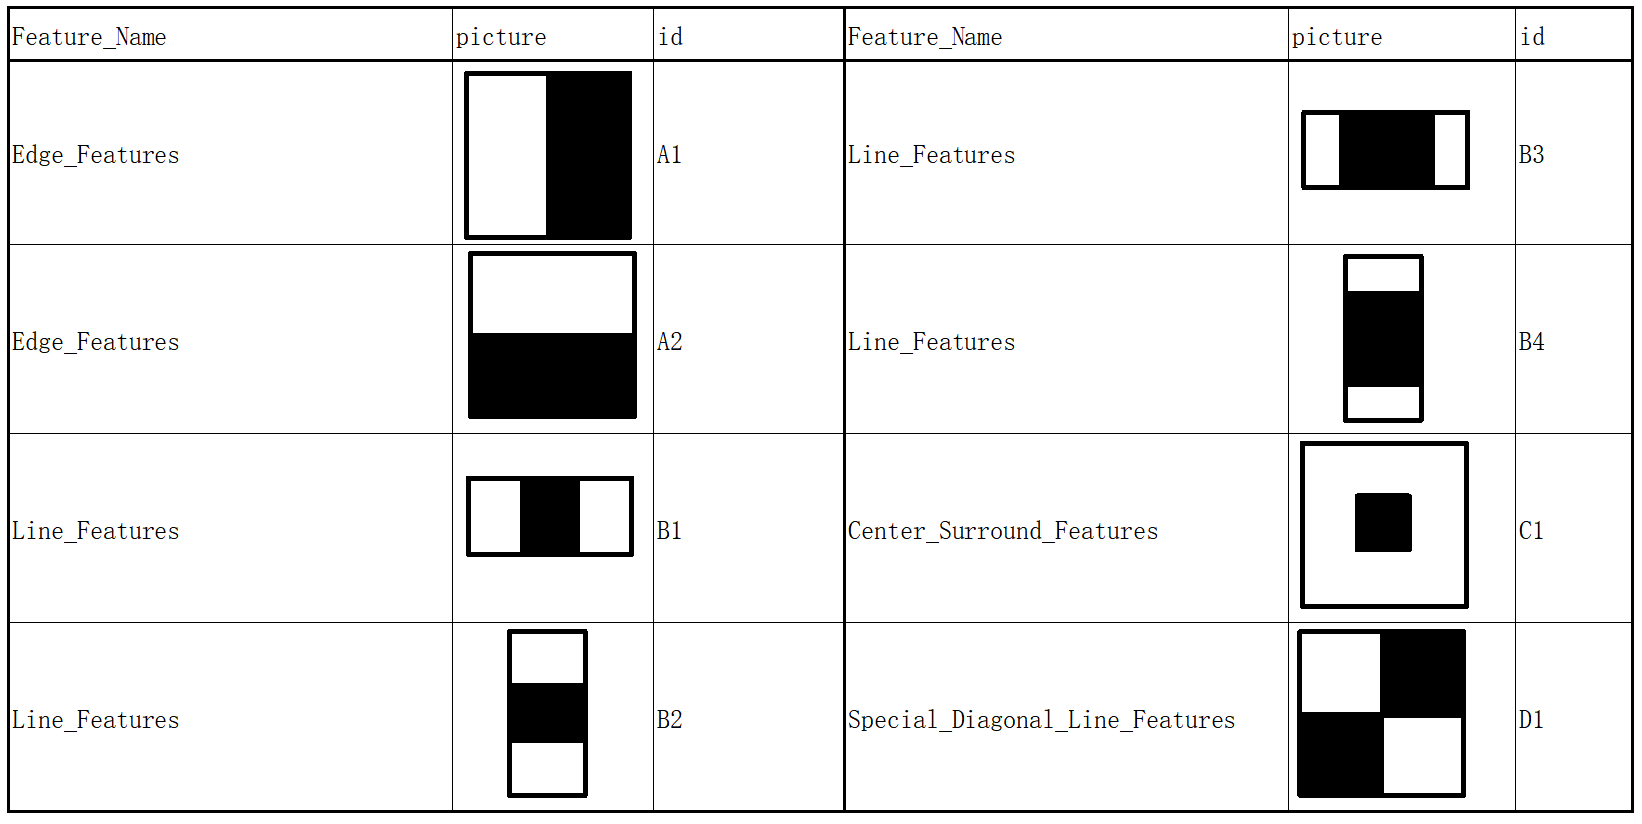 Feature_Name picture id Feature_Name picture id
Edge_Features A1 Line_Features B3
Edge_Features A2 Line_Features B4
Line_Features B1 Center_Surround_Features C1
Line_Features B2 Special_Diagonal_Line_Features D1